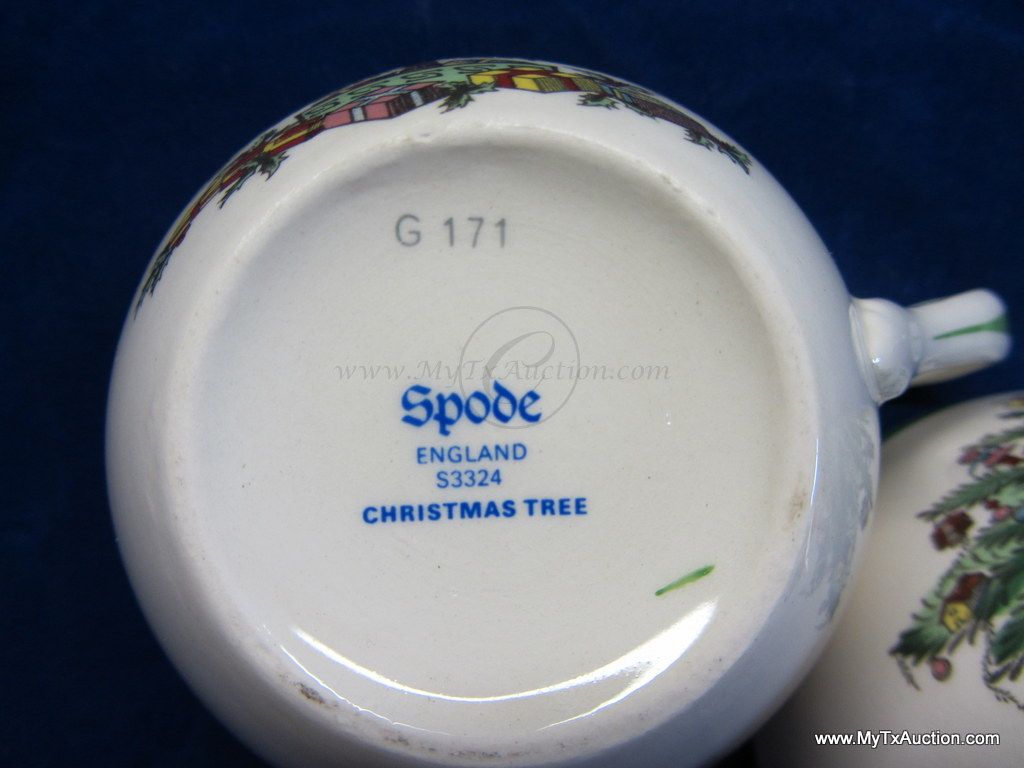 G 171
www.MyTxAuction.com
Spode
ENGLAND
S3324
CHRISTMAS TREE
www.MyTxAuction.com